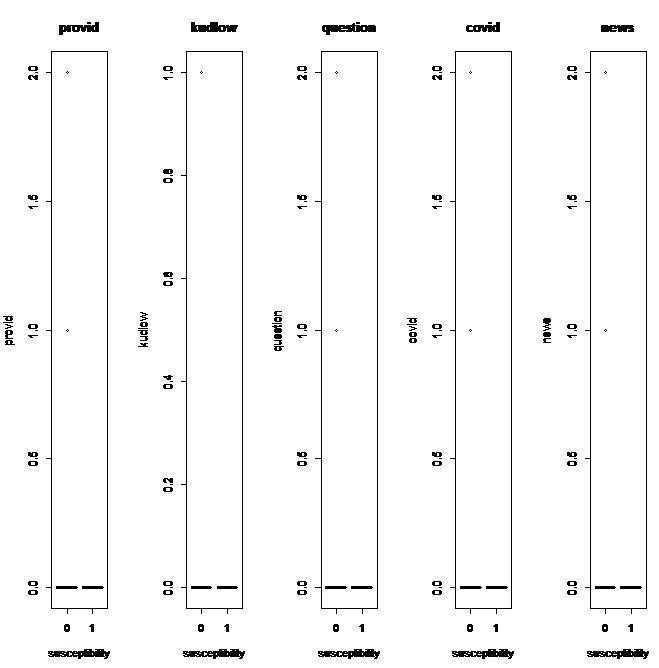 provid kudlow question covid news
2.0 1.0 2.0 2.0 2.0
0.8
1.5 1.5 1.5 1.5
0.6
provid kudlow question covid news
1.0 1.0 1.0 1.0
0.4
0.5 0.5 0.5 0.5
0.2
0.0 0.0 0.0 0.0 0.0
0 1 0 1 0 1 0 1 0 1
susceptibility susceptibility susceptibility susceptibility susceptibility